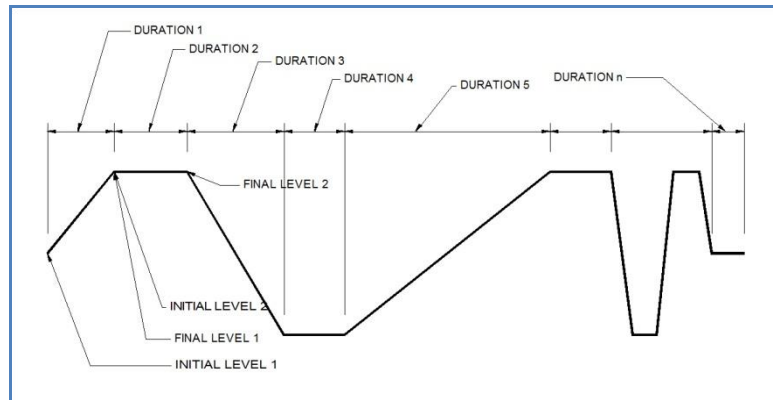 DURATION 1
DURATION 2
DURATION 3
DURATION 4
DURATION 5
DURATION n
FINAL LEVEL 2
INITIAL LEVEL 2
FINAL LEVEL 1
INITIAL LEVEL 1